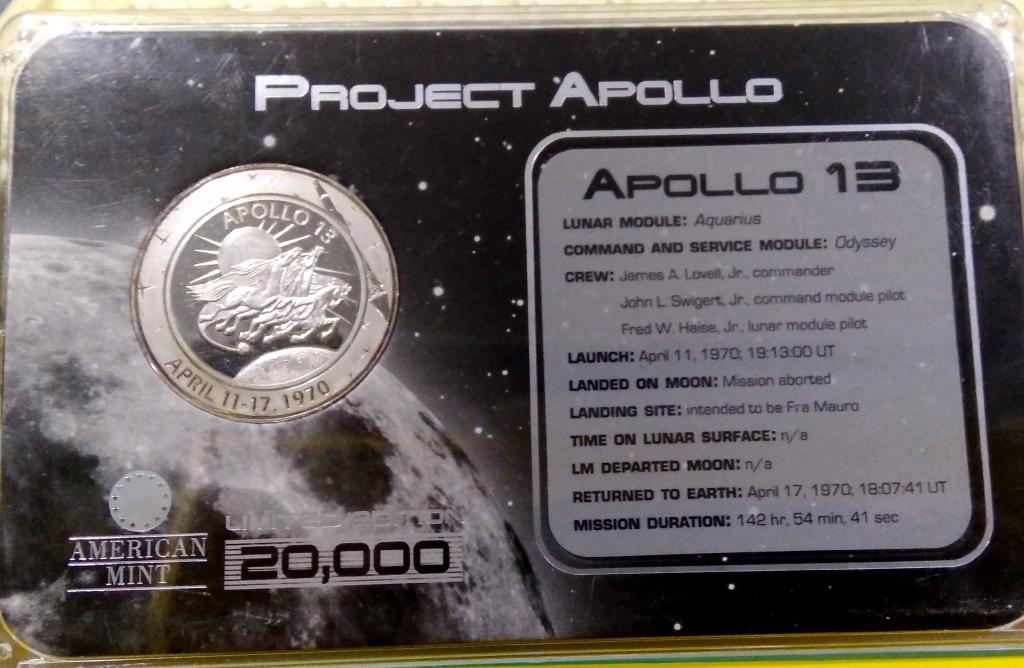 PROJECT APOLLO
APOLLO 13
APRIL 11-17, 1970
AMERICAN
MINT
LIMITED EDITION
20,000
APOLLO 13
LUNAR MODULE: Aquarius
COMMAND AND SERVICE MODULE: Odyssey
CREW: James A. Lovell, Jr., commander
John L. Swigert, Jr., command module pilot
Fred W. Haise, Jr., lunar module pilot
LAUNCH: April 11, 1970; 19:13:00 UT
LANDED ON MOON: Mission aborted
LANDING SITE: intended to be Fra Mauro
TIME ON LUNAR SURFACE: n/a
LM DEPARTED MOON: n/a
RETURNED TO EARTH: April 17, 1970; 18:07:41 UT
MISSION DURATION: 142 hr, 54 min, 41 sec